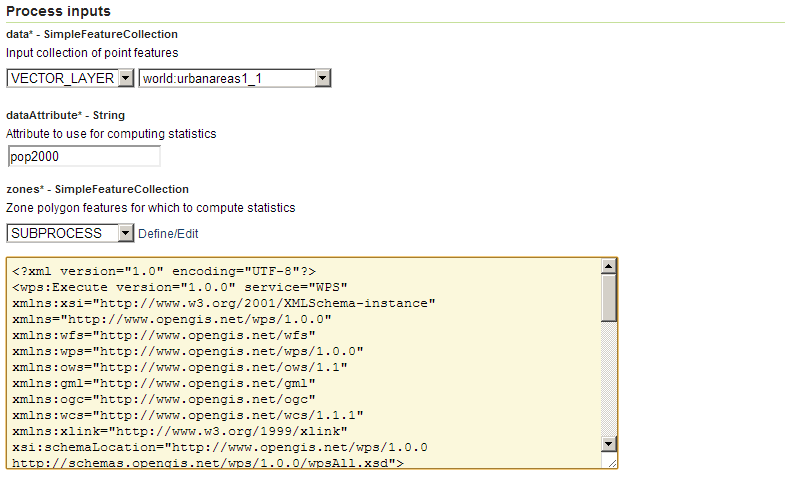 Process inputs
data* - SimpleFeatureCollection
Input collection of point features
VECTOR_LAYER world:urbanareas1_1
dataAttribute* - String
Attribute to use for computing statistics
pop2000
zones* - SimpleFeatureCollection
Zone polygon features for which to compute statistics
SUBPROCESS Define/Edit
<?xml version="1.0" encoding="UTF-8"?>
<wps:Execute version="1.0.0" service="WPS"
xmlns:xsi="http://www.w3.org/2001/XMLSchema-instance"
xmlns="http://www.opengis.net/wps/1.0.0"
xmlns:wfs="http://www.opengis.net/wfs"
xmlns:wps="http://www.opengis.net/wps/1.0.0"
xmlns:ows="http://www.opengis.net/ows/1.1"
xmlns:gml="http://www.opengis.net/gml"
xmlns:ogc="http://www.opengis.net/ogc"
xmlns:wcs="http://www.opengis.net/wcs/1.1.1"
xmlns:xlink="http://www.w3.org/1999/xlink"
xsi:schemaLocation="http://www.opengis.net/wps/1.0.0
http://schemas.opengis.net/wps/1.0.0/wpsAll.xsd">